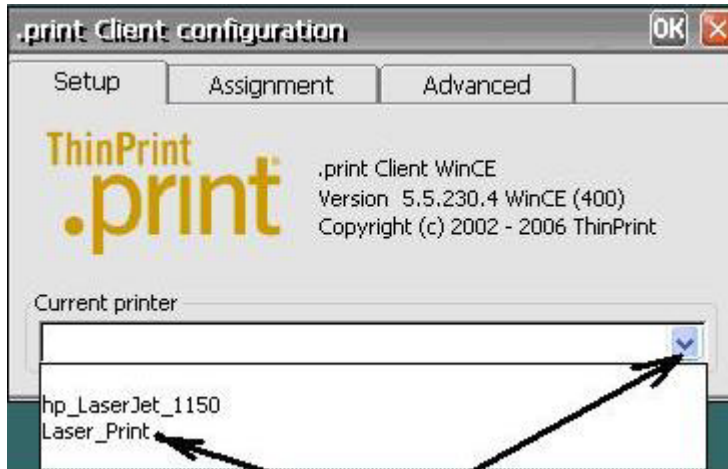 .print Client configuration OK
Setup Assignment Advanced
ThinPrint
.print
.print Client WinCE
Version 5.5.230.4 WinCE (400)
Copyright (c) 2002 - 2006 ThinPrint
Current printer
hp_LaserJet_1150
Laser_Print